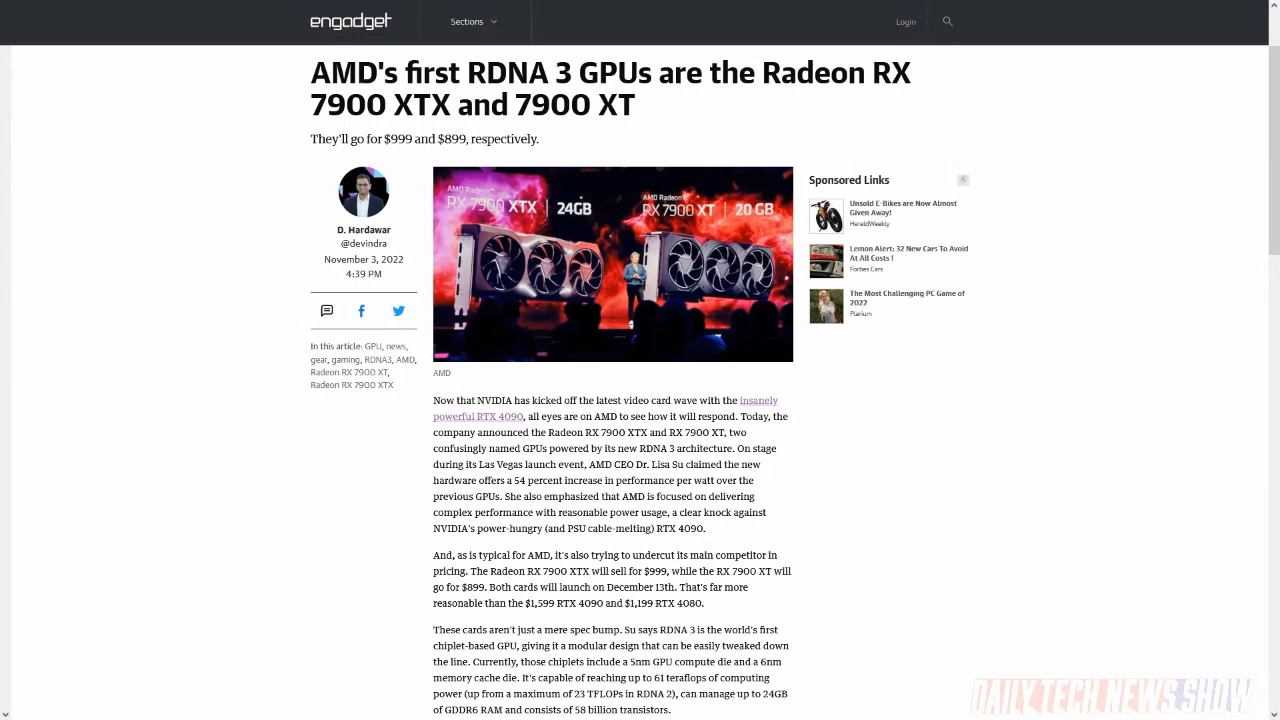 engadget
Sections
Login
AMD's first RDNA 3 GPUs are the Radeon RX
7900 XTX and 7900 XT
They'll go for $999 and $899, respectively.
D. Hardawar
@devindra
November 3, 2022
4:39 PM
In this article: GPU, news,
gear, gaming, RDNA3, AMD,
Radeon RX 7900 XT,
Radeon RX 7900 XTX
AMD Radeon™
RX 7900 XTX | 24GB
AMD Radeon™
RX 7900 XT | 20 GB
AMD
Now that NVIDIA has kicked off the latest video card wave with the insanely
powerful RTX 4090, all eyes are on AMD to see how it will respond. Today, the
company announced the Radeon RX 7900 XTX and RX 7900 XT, two
confusingly named GPUs powered by its new RDNA 3 architecture. On stage
during its Las Vegas launch event, AMD CEO Dr. Lisa Su claimed the new
hardware offers a 54 percent increase in performance per watt over the
previous GPUs. She also emphasized that AMD is focused on delivering
complex performance with reasonable power usage, a clear knock against
NVIDIA's power-hungry (and PSU cable-melting) RTX 4090.
And, as is typical for AMD, it's also trying to undercut its main competitor in
pricing. The Radeon RX 7900 XTX will sell for $999, while the RX 7900 XT will
go for $899. Both cards will launch on December 13th. That's far more
reasonable than the $1,599 RTX 4090 and $1,199 RTX 4080.
These cards aren't just a mere spec bump. Su says RDNA 3 is the world's first
chiplet-based GPU, giving it a modular design that can be easily tweaked down
the line. Currently, those chiplets include a 5nm GPU compute die and a 6nm
memory cache die. It's capable of reaching up to 61 teraflops of computing
power (up from a maximum of 23 TFLOPs in RDNA 2), can manage up to 24GB
of GDDR6 RAM and consists of 58 billion transistors.
Sponsored Links
Unsold E-Bikes are Now Almost
Given Away!
HeraldWeekly
Lemon Alert: 32 New Cars To Avoid
At All Costs !
Forbes Cars
The Most Challenging PC Game of
2022
Plarium
DAILY TECH NEWS SHOW